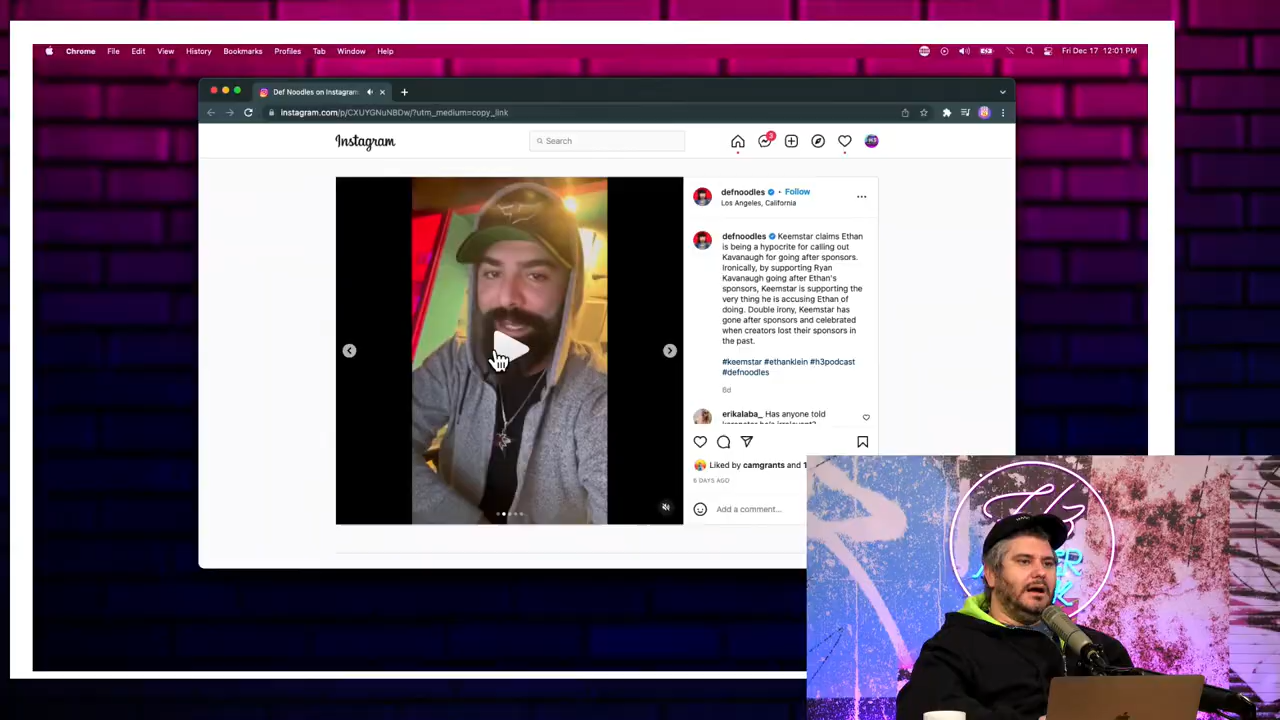 Chrome File Edit View History Bookmarks Profiles Tab Window Help
Fri Dec 17 12:01 PM
Def Noodles on Instagram
instagram.com/p/CXUYGNuNBDw/?utm_medium=copy_link
Instagram
Search
3
defnoodles • Follow
Los Angeles, California
defnoodles Keemstar claims Ethan
is being a hypocrite for calling out
Kavanaugh for going after sponsors.
Ironically, by supporting Ryan
Kavanaugh going after Ethan's
sponsors, Keemstar is supporting the
very thing he is accusing Ethan of
doing. Double Irony, Keemstar has
gone after sponsors and celebrated
when creators lost their sponsors in
the past.
#keemstar #ethanklein #h3podcast
#defnoodles
6d
erikalaba_ Has anyone told
Liked by camgrants and 1
6 DAYS AGO
Add a comment...